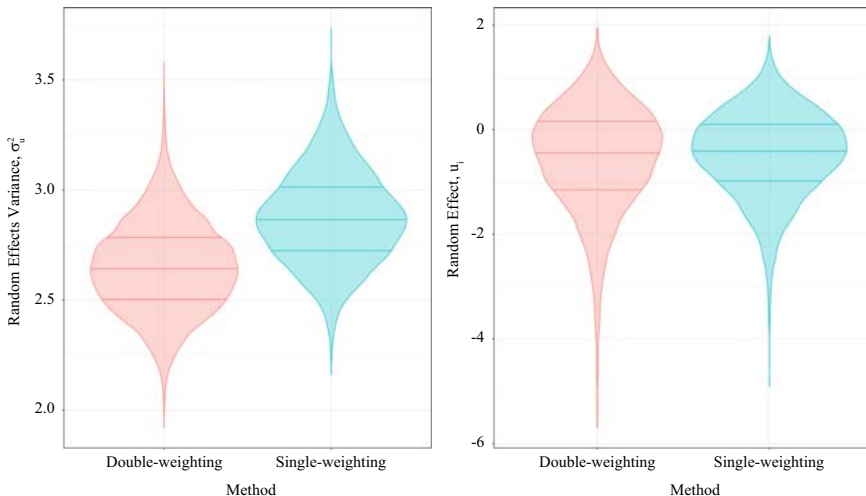 Random Effects Variance, σ²ᵤ
3.5
3.0
2.5
2.0
Double-weighting Single-weighting
Method
Random Effect, uᵢ
2
0
-2
-4
-6
Double-weighting Single-weighting
Method